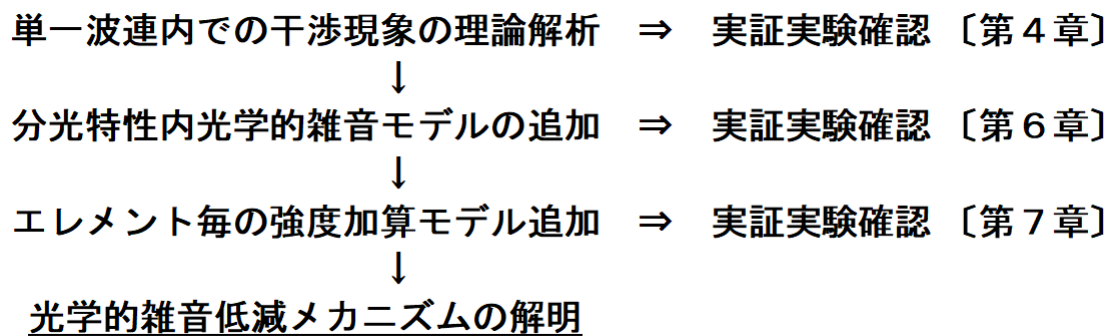 単一波連内での干渉現象の理論解析 ⇒ 実証実験確認〔第４章〕
↓
分光特性内光学的雑音モデルの追加 ⇒ 実証実験確認〔第６章〕
↓
エレメント毎の強度加算モデル追加 ⇒ 実証実験確認〔第７章〕
↓
光学的雑音低減メカニズムの解明